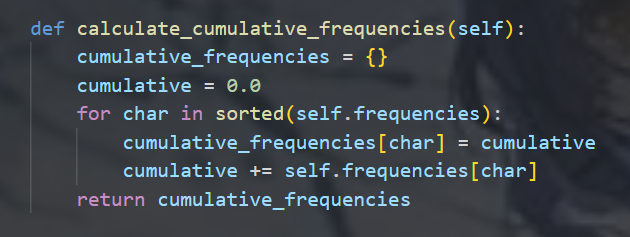 def calculate_cumulative_frequencies(self):
    cumulative_frequencies = {}
    cumulative = 0.0
    for char in sorted(self.frequencies):
        cumulative_frequencies[char] = cumulative
        cumulative += self.frequencies[char]
    return cumulative_frequencies